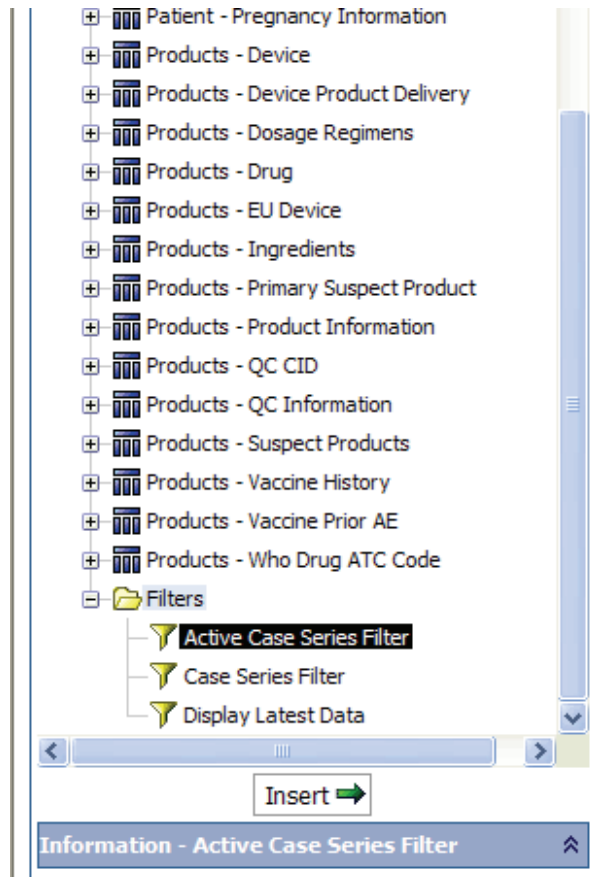 Patient - Pregnancy Information
Products - Device
Products - Device Product Delivery
Products - Dosage Regimens
Products - Drug
Products - EU Device
Products - Ingredients
Products - Primary Suspect Product
Products - Product Information
Products - QC CID
Products - QC Information
Products - Suspect Products
Products - Vaccine History
Products - Vaccine Prior AE
Products - Who Drug ATC Code
Filters
Active Case Series Filter
Case Series Filter
Display Latest Data
Insert
Information - Active Case Series Filter